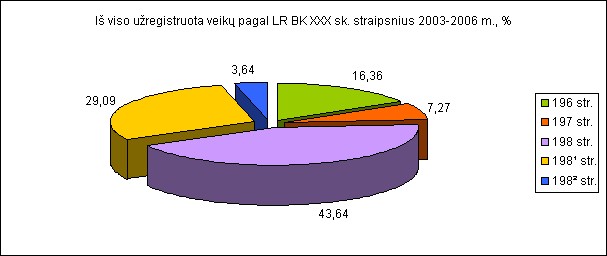 Iš viso užregistruota veikų pagal LR BK XXX sk. straipsnius 2003-2006 m., %
3,64
16,36
29,09
7,27
43,64
196 str.
197 str.
198 str.
198¹ str.
198² str.